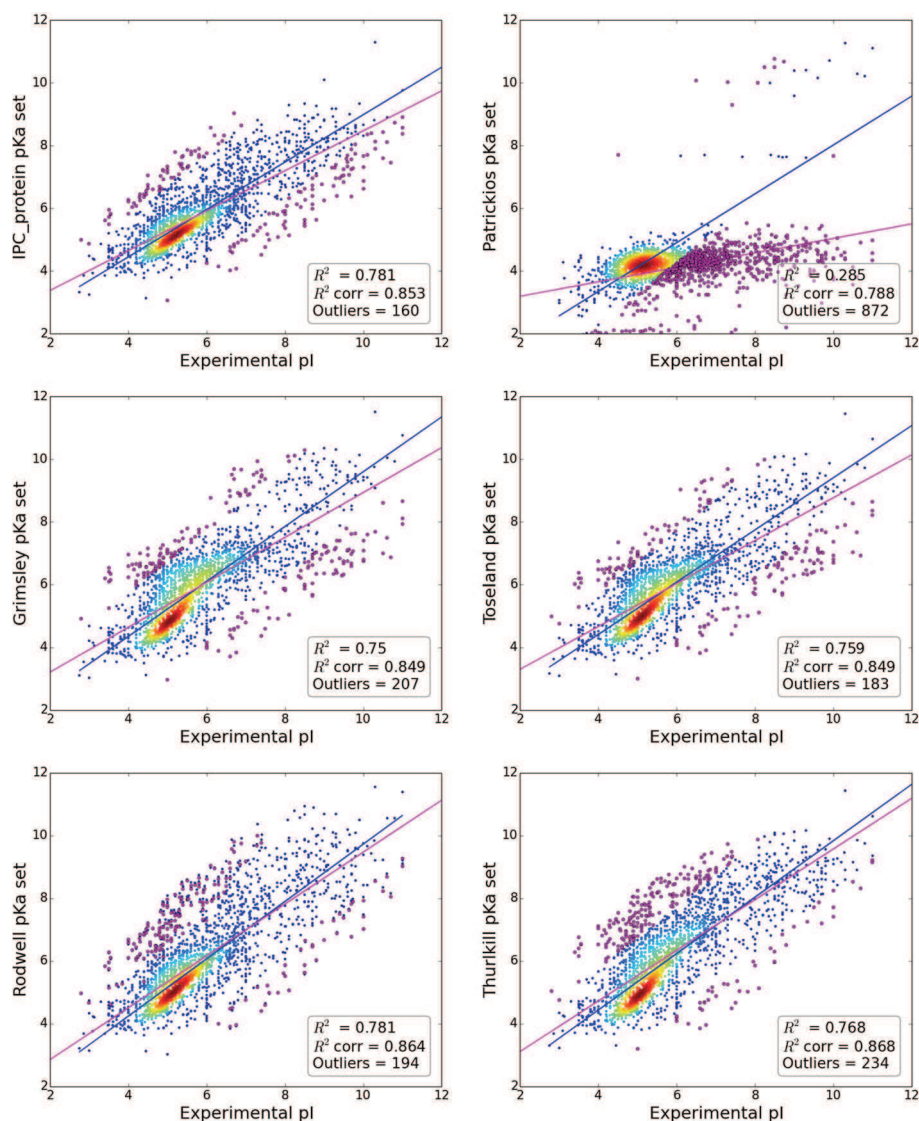 12
10
8
6
4
2
IPC_protein pKa set
R² = 0.781
R² corr = 0.853
Outliers = 160
2 4 6 8 10 12
Experimental pI
12
10
8
6
4
2
Patrickios pKa set
R² = 0.285
R² corr = 0.788
Outliers = 872
2 4 6 8 10 12
Experimental pI
12
10
8
6
4
2
Grimsley pKa set
R² = 0.75
R² corr = 0.849
Outliers = 207
2 4 6 8 10 12
Experimental pI
12
10
8
6
4
2
Toseland pKa set
R² = 0.759
R² corr = 0.849
Outliers = 183
2 4 6 8 10 12
Experimental pI
12
10
8
6
4
2
Rodwell pKa set
R² = 0.781
R² corr = 0.864
Outliers = 194
2 4 6 8 10 12
Experimental pI
12
10
8
6
4
2
Thurlkill pKa set
R² = 0.768
R² corr = 0.868
Outliers = 234
2 4 6 8 10 12
Experimental pI